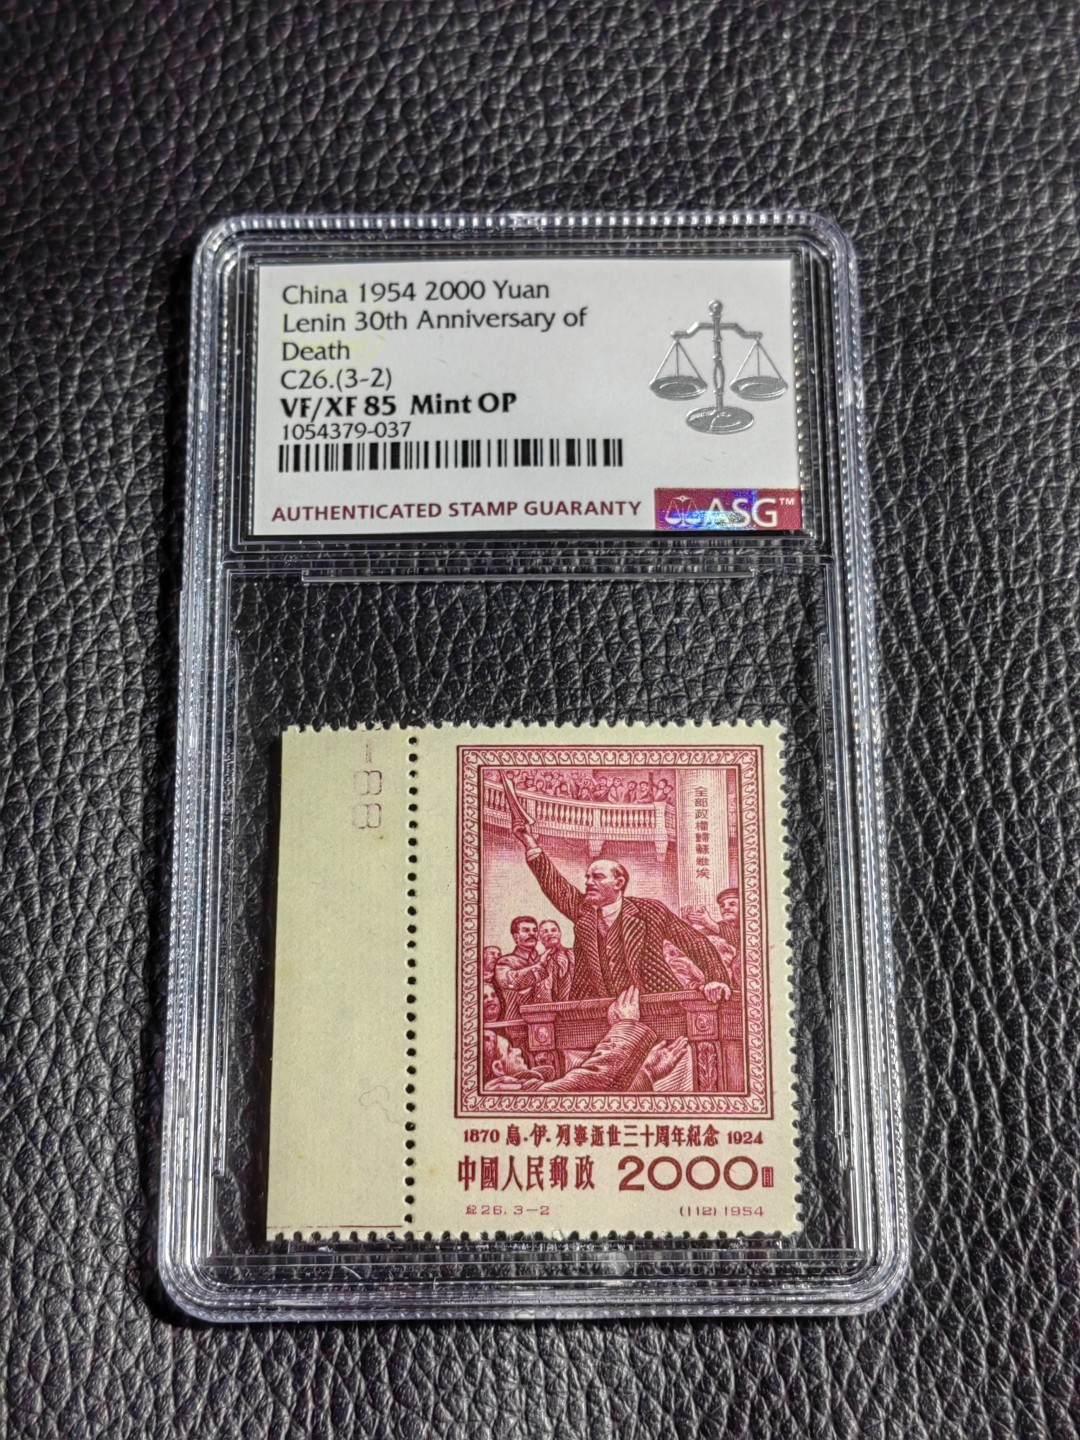 China 1954 2000 Yuan
Lenin 30th Anniversary of
Death
C26.(3-2)
VF/XF 85 Mint OP
1054379-037
AUTHENTICATED STAMP GUARANTY
ASG™
全部政權歸蘇維埃
1870 烏·伊·列寧逝世三十周年紀念 1924
中國人民郵政 2000圓
紀26.3-2 (112) 1954